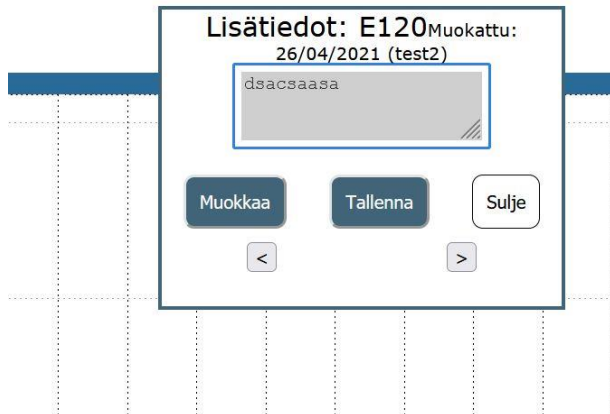 Lisätiedot: E120Muokattu:
26/04/2021 (test2)
dsacsaasa
Muokkaa Tallenna Sulje
< >